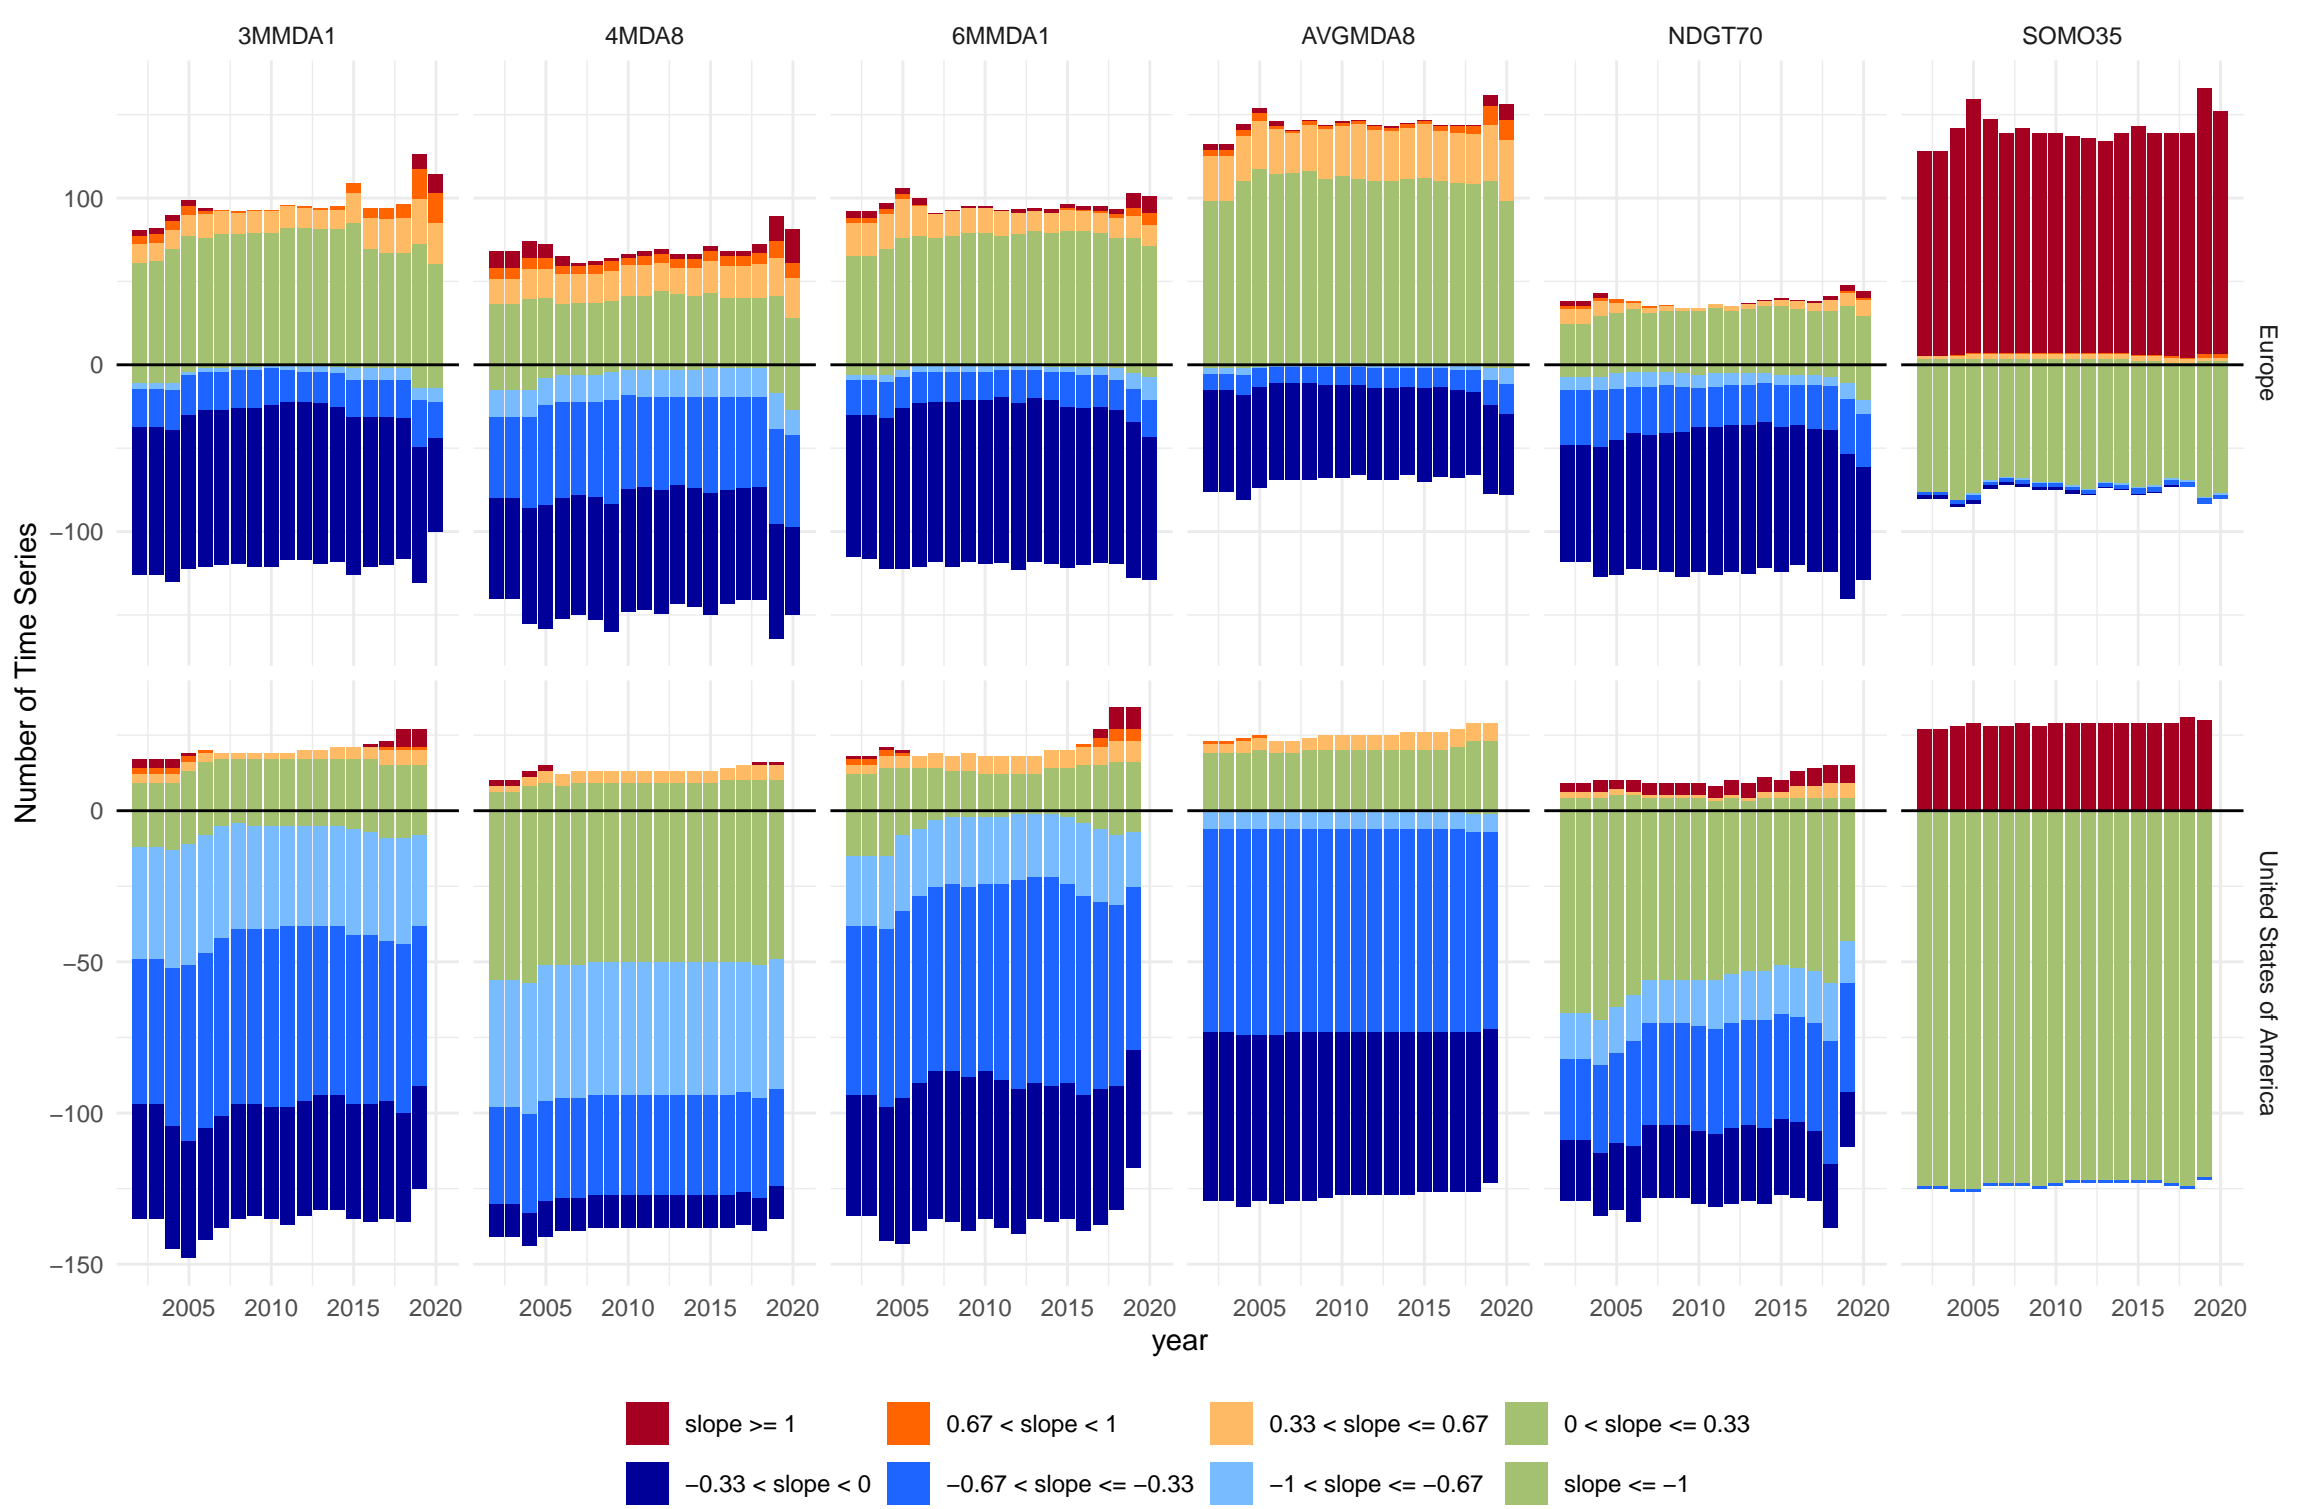 3MMDA1 4MDA8 6MMDA1 AVGMDA8 NDGT70 SOMO35
100
0
−100
Europe
Number of Time Series
0
−50
−100
−150
United States of America
2005 2010 2015 2020 2005 2010 2015 2020 2005 2010 2015 2020 2005 2010 2015 2020 2005 2010 2015 2020 2005 2010 2015 2020
year
slope >= 1 0.67 < slope < 1 0.33 < slope <= 0.67 0 < slope <= 0.33
−0.33 < slope < 0 −0.67 < slope <= −0.33 −1 < slope <= −0.67 slope <= −1